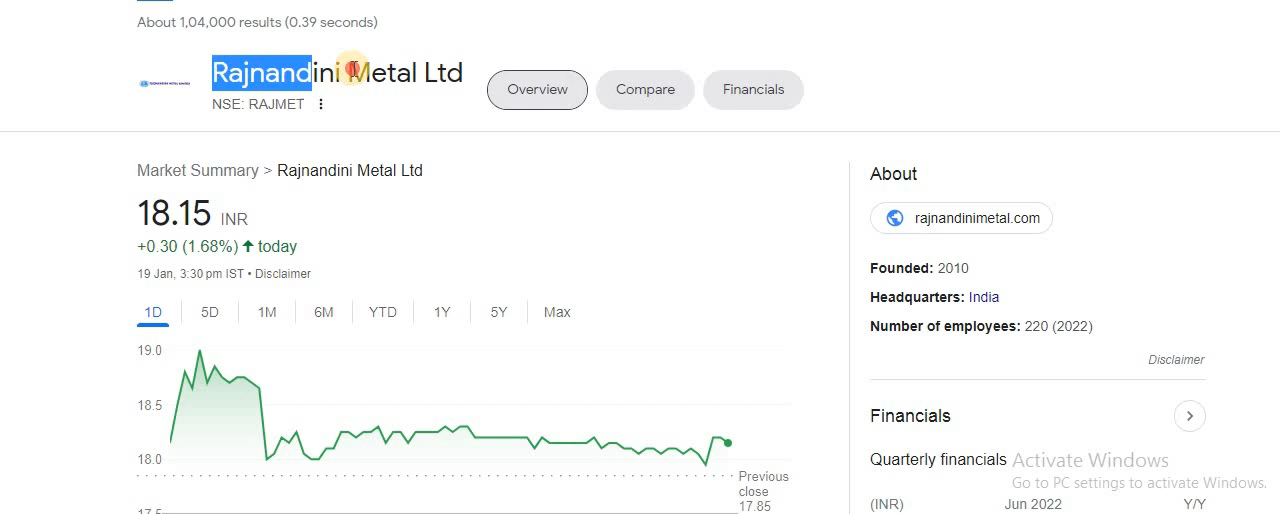 About 1,04,000 results (0.39 seconds)
Rajnandini Metal Ltd
NSE: RAJMET
Overview
Compare
Financials
Market Summary > Rajnandini Metal Ltd
18.15 INR
+0.30 (1.68%) ↑ today
19 Jan, 3:30 pm IST • Disclaimer
1D 5D 1M 6M YTD 1Y 5Y Max
19.0
18.5
18.0
17.5
Previous
close
17.85
About
rajnandinimetal.com
Founded: 2010
Headquarters: India
Number of employees: 220 (2022)
Disclaimer
Financials
Quarterly financials
(INR) Jun 2022 Y/Y
Activate Windows
Go to PC settings to activate Windows.